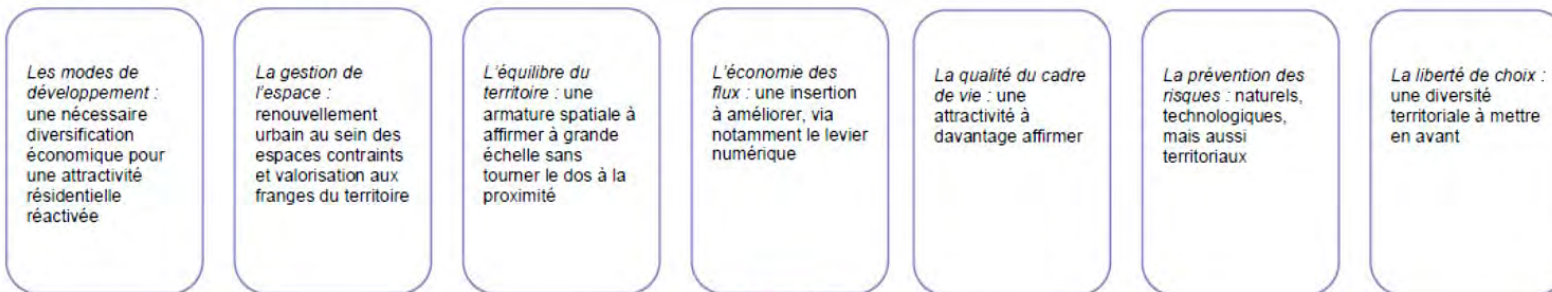 Les modes de
développement :
une nécessaire
diversification
économique pour
une attractivité
résidentielle
réactivée
La gestion de
l'espace :
renouvellement
urbain au sein des
espaces contraints
et valorisation aux
franges du territoire
L'équilibre du
territoire : une
armature spatiale à
affirmer à grande
échelle sans
tourner le dos à la
proximité
L'économie des
flux : une insertion
à améliorer, via
notamment le levier
numérique
La qualité du cadre
de vie : une
attractivité à
davantage affirmer
La prévention des
risques : naturels,
technologiques,
mais aussi
territoriaux
La liberté de choix :
une diversité
territoriale à mettre
en avant